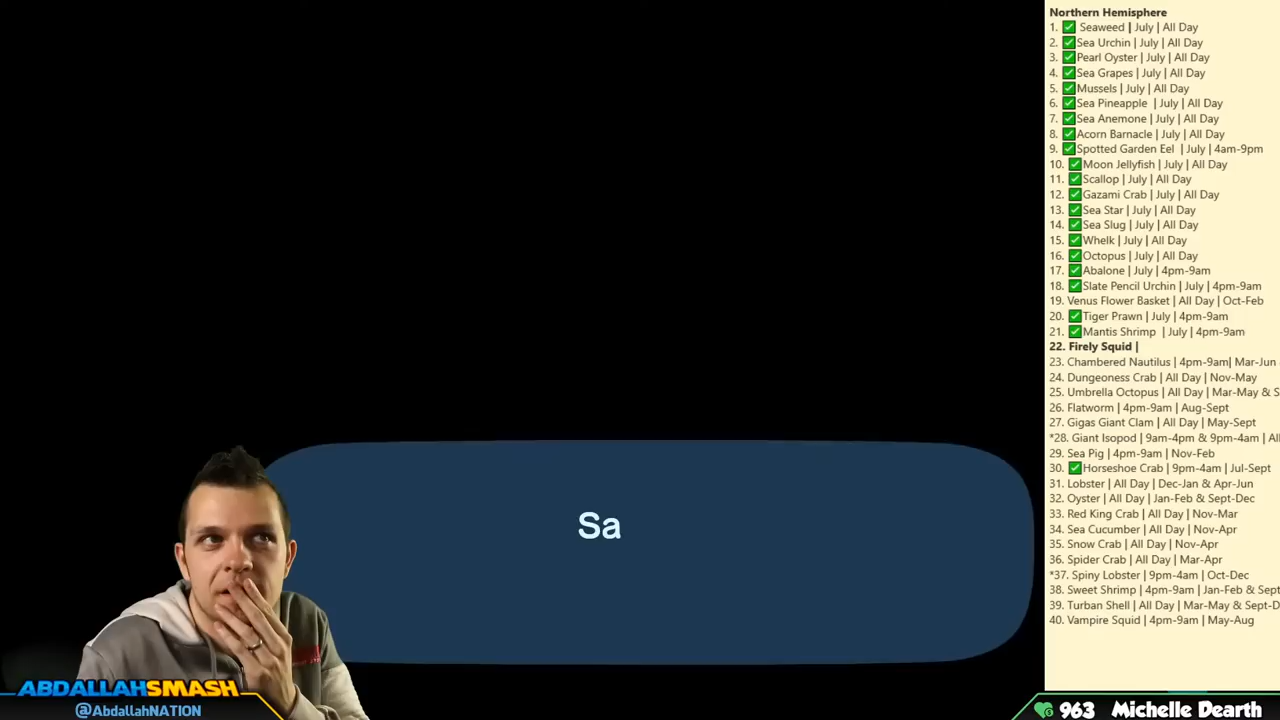 Northern Hemisphere
1. ✅ Seaweed | July | All Day
2. ✅Sea Urchin | July | All Day
3. ✅Pearl Oyster | July | All Day
4. ✅Sea Grapes | July | All Day
5. ✅Mussels | July | All Day
6. ✅Sea Pineapple | July | All Day
7. ✅Sea Anemone | July | All Day
8. ✅Acorn Barnacle | July | All Day
9. ✅Spotted Garden Eel | July | 4am-9pm
10. ✅Moon Jellyfish | July | All Day
11. ✅Scallop | July | All Day
12. ✅Gazami Crab | July | All Day
13. ✅Sea Star | July | All Day
14. ✅Sea Slug | July | All Day
15. ✅Whelk | July | All Day
16. ✅Octopus | July | All Day
17. ✅Abalone | July | 4pm-9am
18. ✅Slate Pencil Urchin | July | 4pm-9am
19. Venus Flower Basket | All Day | Oct-Feb
20. ✅Tiger Prawn | July | 4pm-9am
21. ✅Mantis Shrimp | July | 4pm-9am
22. Firely Squid |
23. Chambered Nautilus | 4pm-9am| Mar-Jun &
24. Dungeoness Crab | All Day | Nov-May
25. Umbrella Octopus | All Day | Mar-May & S
26. Flatworm | 4pm-9am | Aug-Sept
27. Gigas Giant Clam | All Day | May-Sept
*28. Giant Isopod | 9am-4pm & 9pm-4am | All
29. Sea Pig | 4pm-9am | Nov-Feb
30. ✅Horseshoe Crab | 9pm-4am | Jul-Sept
31. Lobster | All Day | Dec-Jan & Apr-Jun
32. Oyster | All Day | Jan-Feb & Sept-Dec
33. Red King Crab | All Day | Nov-Mar
34. Sea Cucumber | All Day | Nov-Apr
35. Snow Crab | All Day | Nov-Apr
36. Spider Crab | All Day | Mar-Apr
*37. Spiny Lobster | 9pm-4am | Oct-Dec
38. Sweet Shrimp | 4pm-9am | Jan-Feb & Sept
39. Turban Shell | All Day | Mar-May & Sept-D
40. Vampire Squid | 4pm-9am | May-Aug
Sa
ABDALLAHSMASH
@AbdallahNATION
963 Michelle Dearth